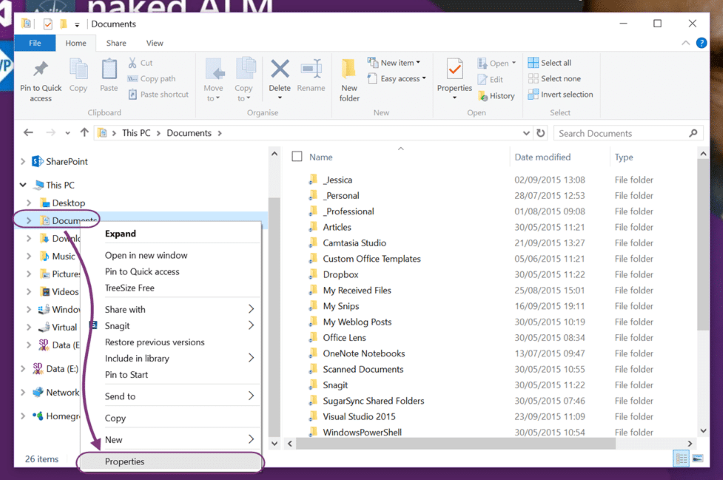 naked ALM
Documents
File Home Share View
Pin to Quick access
Copy
Paste
Cut
Copy path
Paste shortcut
Clipboard
Move to
Copy to
Delete
Rename
Organise
New folder
New item
Easy access
New
Properties
Open
Edit
History
Open
Select all
Select none
Invert selection
Select
This PC > Documents >
Search Documents
SharePoint
This PC
Desktop
Documents
Downl
Music
Pictures
Videos
Window
Virtual
Data (E:)
Data (E:)
Network
Homegr
26 items
Expand
Open in new window
Pin to Quick access
TreeSize Free
Share with
Snagit
Restore previous versions
Include in library
Pin to Start
Send to
Copy
New
Properties
Name Date modified Type
_Jessica 02/09/2015 13:08 File folder
_Personal 28/07/2015 12:53 File folder
_Professional 01/08/2015 09:08 File folder
Articles 30/05/2015 11:21 File folder
Camtasia Studio 21/09/2015 13:27 File folder
Custom Office Templates 05/06/2015 11:21 File folder
Dropbox 30/05/2015 11:22 File folder
My Received Files 25/08/2015 15:01 File folder
My Snips 16/09/2015 19:11 File folder
My Weblog Posts 30/05/2015 10:19 File folder
Office Lens 30/05/2015 08:34 File folder
OneNote Notebooks 13/07/2015 09:47 File folder
Scanned Documents 30/05/2015 10:55 File folder
Snagit 30/05/2015 11:22 File folder
SugarSync Shared Folders 30/05/2015 07:46 File folder
Visual Studio 2015 23/09/2015 11:09 File folder
WindowsPowerShell 30/05/2015 10:54 File folder